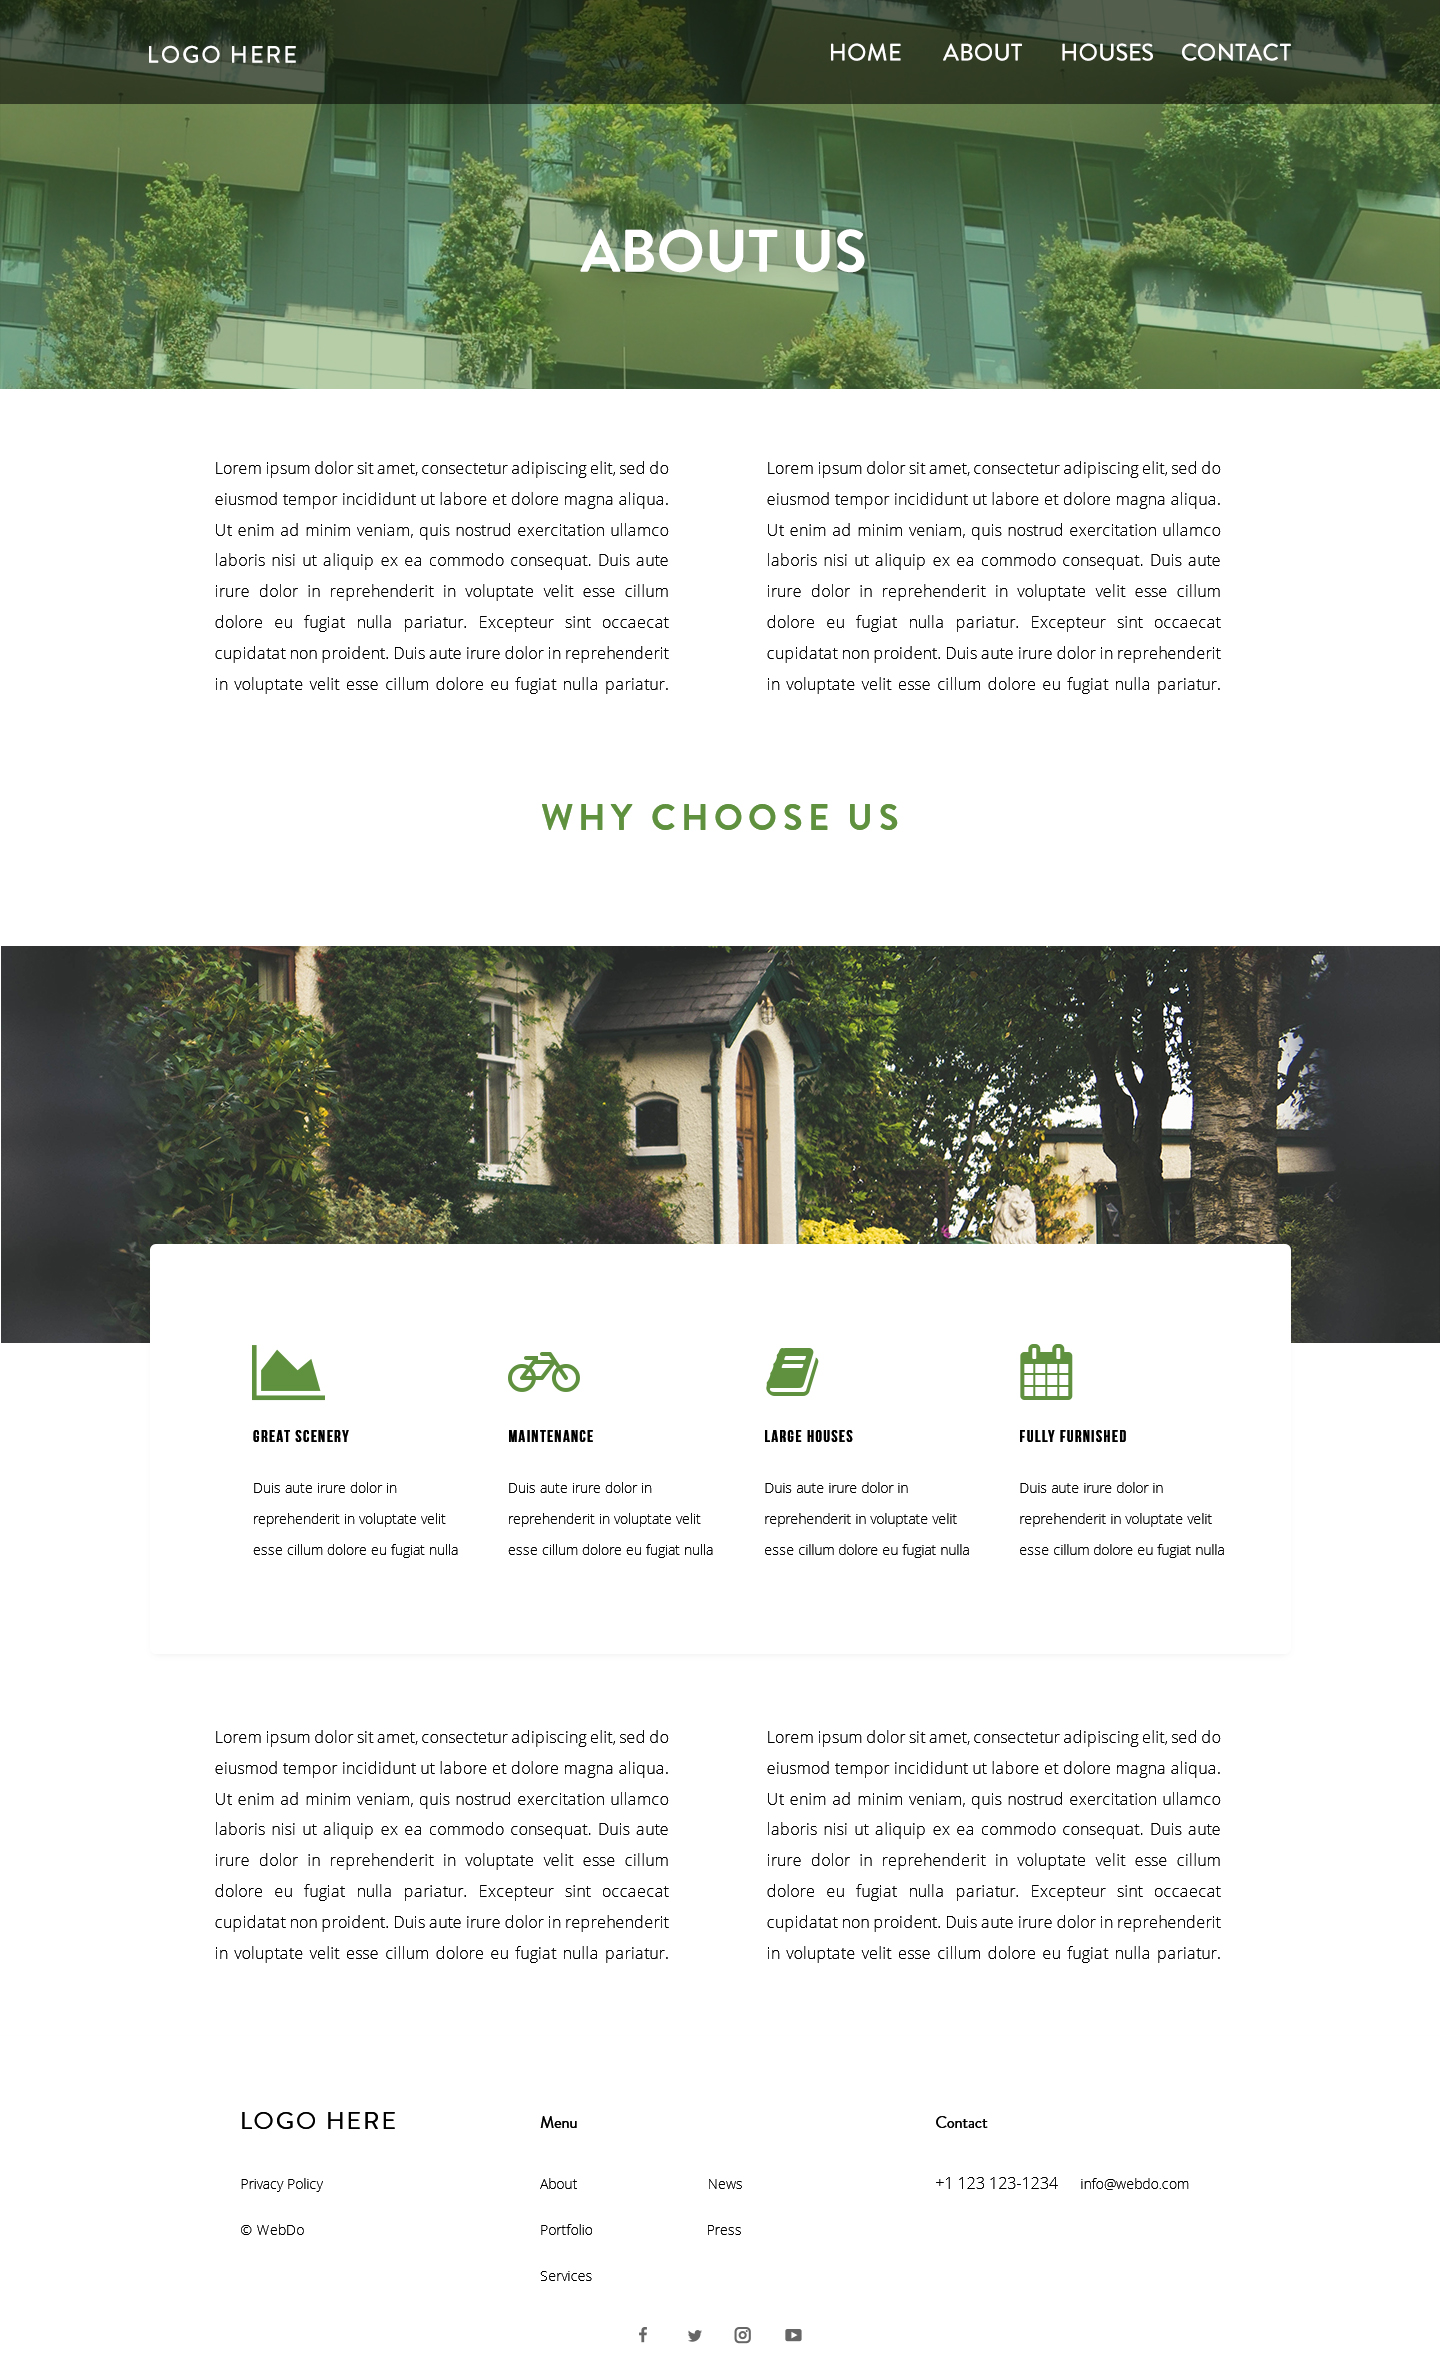 LOGO HERE
HOME ABOUT HOUSES CONTACT
ABOUT US
Lorem ipsum dolor sit amet, consectetur adipiscing elit, sed do
eiusmod tempor incididunt ut labore et dolore magna aliqua.
Ut enim ad minim veniam, quis nostrud exercitation ullamco
laboris nisi ut aliquip ex ea commodo consequat. Duis aute
irure dolor in reprehenderit in voluptate velit esse cillum
dolore eu fugiat nulla pariatur. Excepteur sint occaecat
cupidatat non proident. Duis aute irure dolor in reprehenderit
in voluptate velit esse cillum dolore eu fugiat nulla pariatur.
Lorem ipsum dolor sit amet, consectetur adipiscing elit, sed do
eiusmod tempor incididunt ut labore et dolore magna aliqua.
Ut enim ad minim veniam, quis nostrud exercitation ullamco
laboris nisi ut aliquip ex ea commodo consequat. Duis aute
irure dolor in reprehenderit in voluptate velit esse cillum
dolore eu fugiat nulla pariatur. Excepteur sint occaecat
cupidatat non proident. Duis aute irure dolor in reprehenderit
in voluptate velit esse cillum dolore eu fugiat nulla pariatur.
WHY CHOOSE US
GREAT SCENERY
Duis aute irure dolor in
reprehenderit in voluptate velit
esse cillum dolore eu fugiat nulla
MAINTENANCE
Duis aute irure dolor in
reprehenderit in voluptate velit
esse cillum dolore eu fugiat nulla
LARGE HOUSES
Duis aute irure dolor in
reprehenderit in voluptate velit
esse cillum dolore eu fugiat nulla
FULLY FURNISHED
Duis aute irure dolor in
reprehenderit in voluptate velit
esse cillum dolore eu fugiat nulla
Lorem ipsum dolor sit amet, consectetur adipiscing elit, sed do
eiusmod tempor incididunt ut labore et dolore magna aliqua.
Ut enim ad minim veniam, quis nostrud exercitation ullamco
laboris nisi ut aliquip ex ea commodo consequat. Duis aute
irure dolor in reprehenderit in voluptate velit esse cillum
dolore eu fugiat nulla pariatur. Excepteur sint occaecat
cupidatat non proident. Duis aute irure dolor in reprehenderit
in voluptate velit esse cillum dolore eu fugiat nulla pariatur.
Lorem ipsum dolor sit amet, consectetur adipiscing elit, sed do
eiusmod tempor incididunt ut labore et dolore magna aliqua.
Ut enim ad minim veniam, quis nostrud exercitation ullamco
laboris nisi ut aliquip ex ea commodo consequat. Duis aute
irure dolor in reprehenderit in voluptate velit esse cillum
dolore eu fugiat nulla pariatur. Excepteur sint occaecat
cupidatat non proident. Duis aute irure dolor in reprehenderit
in voluptate velit esse cillum dolore eu fugiat nulla pariatur.
LOGO HERE
Privacy Policy
© WebDo
Menu
About
Portfolio
Services
News
Press
Contact
+1 123 123-1234
info@webdo.com